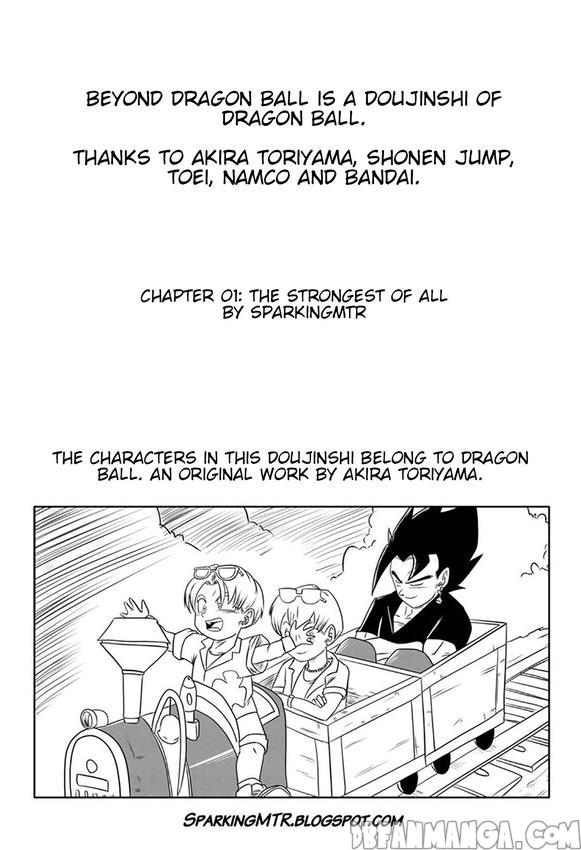 BEYOND DRAGON BALL IS A DOUJINSHI OF
DRAGON BALL.
THANKS TO AKIRA TORIYAMA, SHONEN JUMP,
TOEI, NAMCO AND BANDAI.
CHAPTER 01: THE STRONGEST OF ALL
BY SPARKINGMTR
THE CHARACTERS IN THIS DOUJINSHI BELONG TO DRAGON
BALL. AN ORIGINAL WORK BY AKIRA TORIYAMA.
SPARKINGMTR.BLOGSPOT.COM
DBFANMANGA.COM